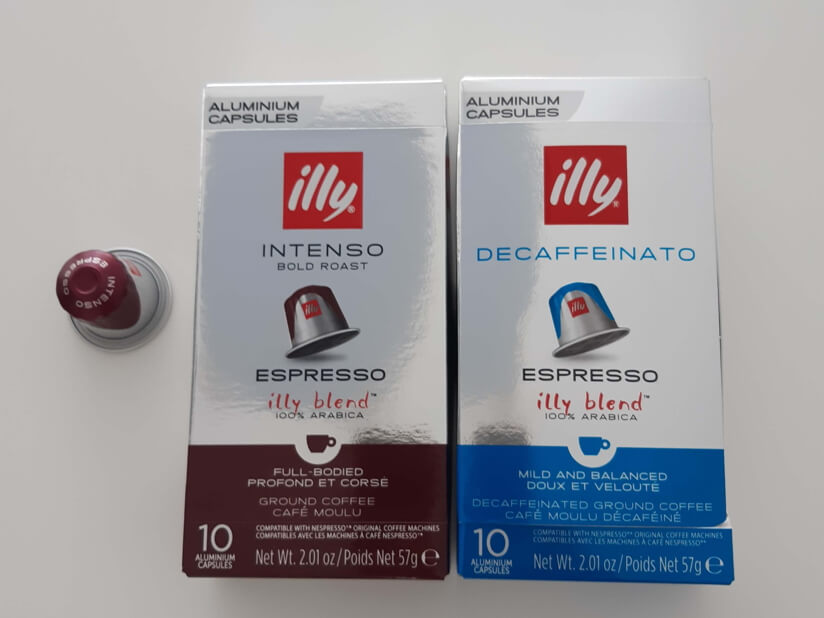 INTENSO
ESPRESSO
ALUMINIUM
CAPSULES
illy®
INTENSO
BOLD ROAST
illy
ESPRESSO
illy blend™
100% ARABICA
FULL-BODIED
PROFOND ET CORSÉ
GROUND COFFEE
CAFÉ MOULU
10
ALUMINIUM
CAPSULES
COMPATIBLE WITH NESPRESSO** ORIGINAL COFFEE MACHINES
COMPATIBLES AVEC LES MACHINES À CAFÉ NESPRESSO**
Net Wt. 2.01 oz/Poids Net 57g ℮
ALUMINIUM
CAPSULES
illy®
DECAFFEINATO
illy
ESPRESSO
illy blend™
100% ARABICA
MILD AND BALANCED
DOUX ET VELOUTÉ
DECAFFEINATED GROUND COFFEE
CAFÉ MOULU DÉCAFÉINÉ
10
ALUMINIUM
CAPSULES
COMPATIBLE WITH NESPRESSO** ORIGINAL COFFEE MACHINES
COMPATIBLES AVEC LES MACHINES À CAFÉ NESPRESSO**
Net Wt. 2.01 oz/Poids Net 57g ℮